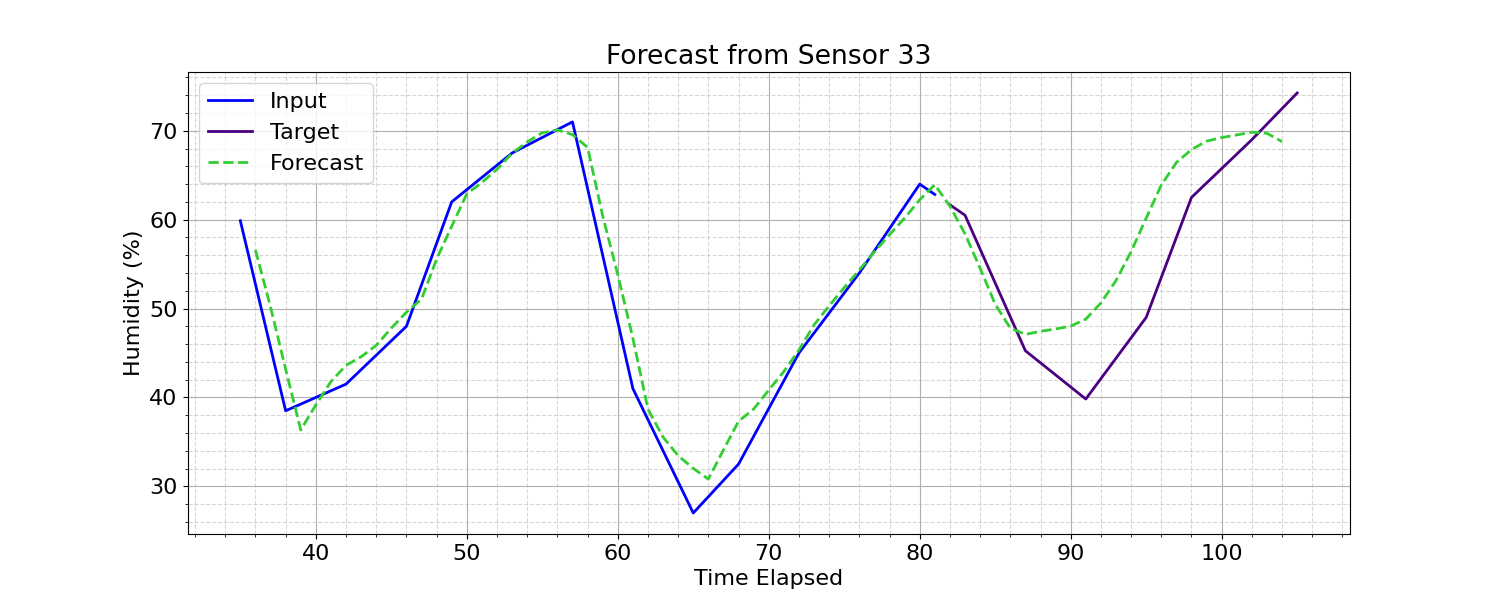 Forecast from Sensor 33
Input
Target
Forecast
Humidity (%)
70
60
50
40
30
40 50 60 70 80 90 100
Time Elapsed